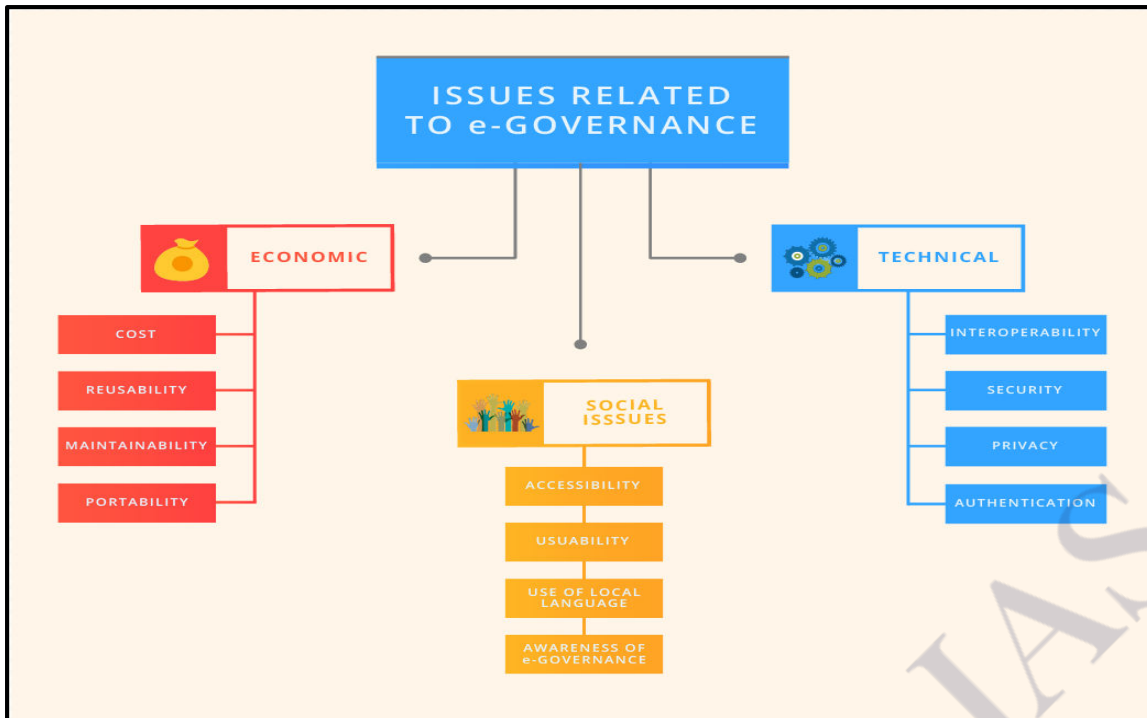 ISSUES RELATED
TO e-GOVERNANCE
ECONOMIC
COST
REUSABILITY
MAINTAINABILITY
PORTABILITY
SOCIAL
ISSSUES
ACCESSIBILITY
USUABILITY
USE OF LOCAL
LANGUAGE
AWARENESS OF
e-GOVERNANCE
TECHNICAL
INTEROPERABILITY
SECURITY
PRIVACY
AUTHENTICATION
IAS